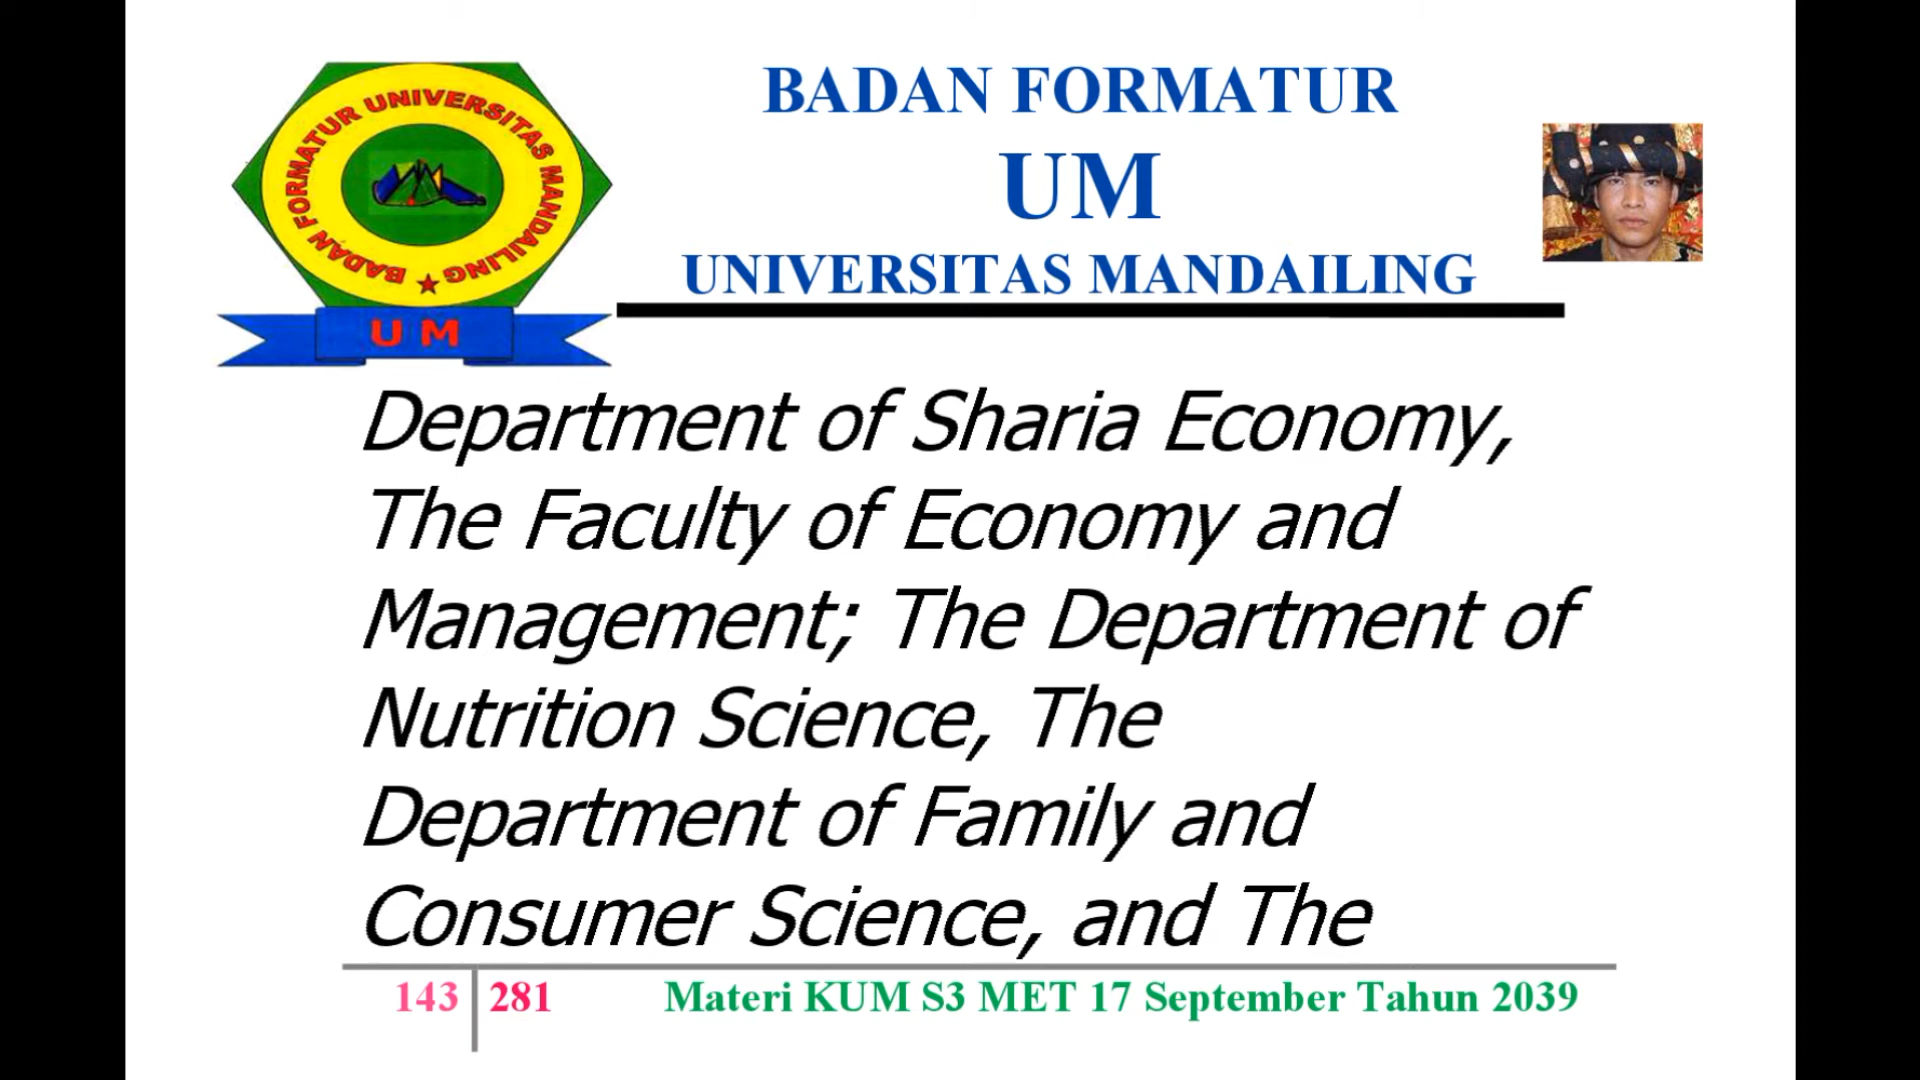 BADAN FORMATUR UNIVERSITAS MANDAILING
U M
BADAN FORMATUR
UM
UNIVERSITAS MANDAILING
Department of Sharia Economy,
The Faculty of Economy and
Management; The Department of
Nutrition Science, The
Department of Family and
Consumer Science, and The
143 281 Materi KUM S3 MET 17 September Tahun 2039